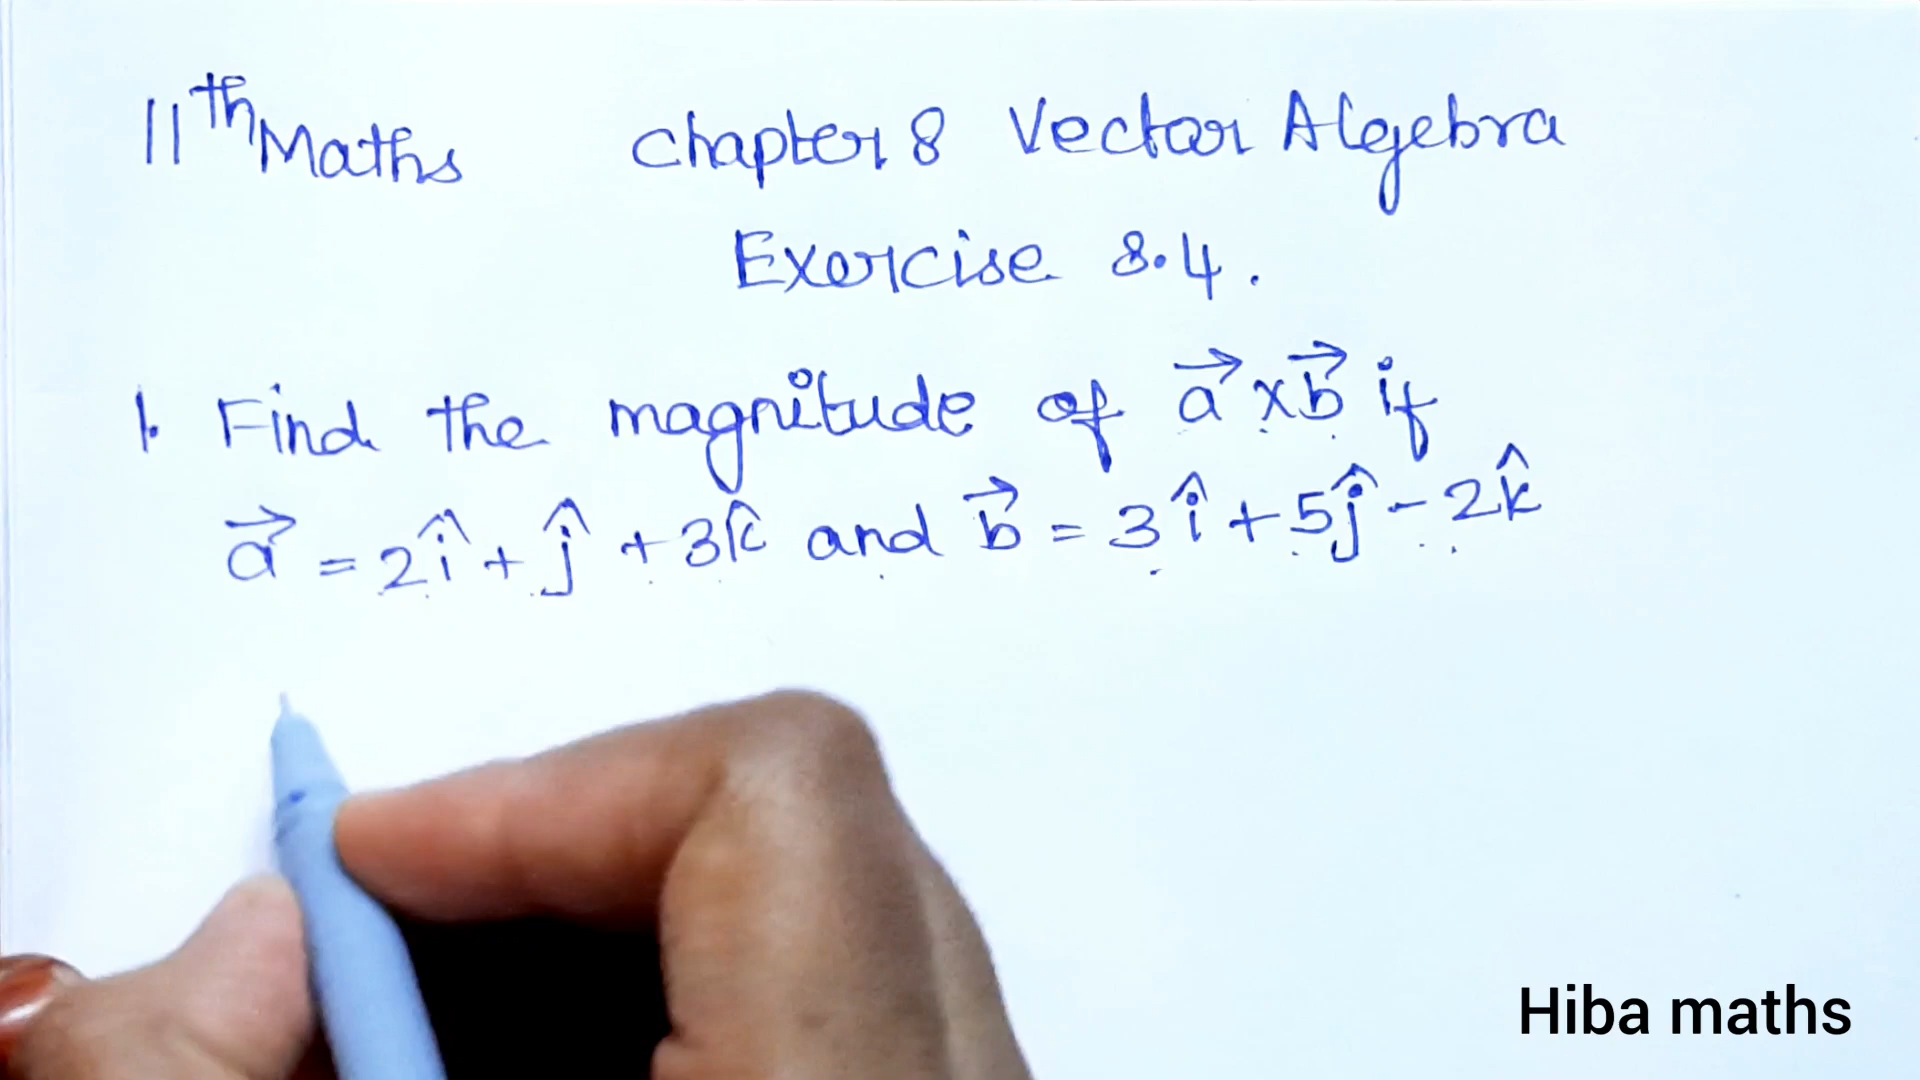 11th Maths chapter 8 Vector Algebra
Exercise 8.4.
1. Find the magnitude of a⃗ x b⃗ if
a⃗ = 2î + ĵ + 3k̂ and b⃗ = 3î + 5ĵ - 2k̂
Hiba maths